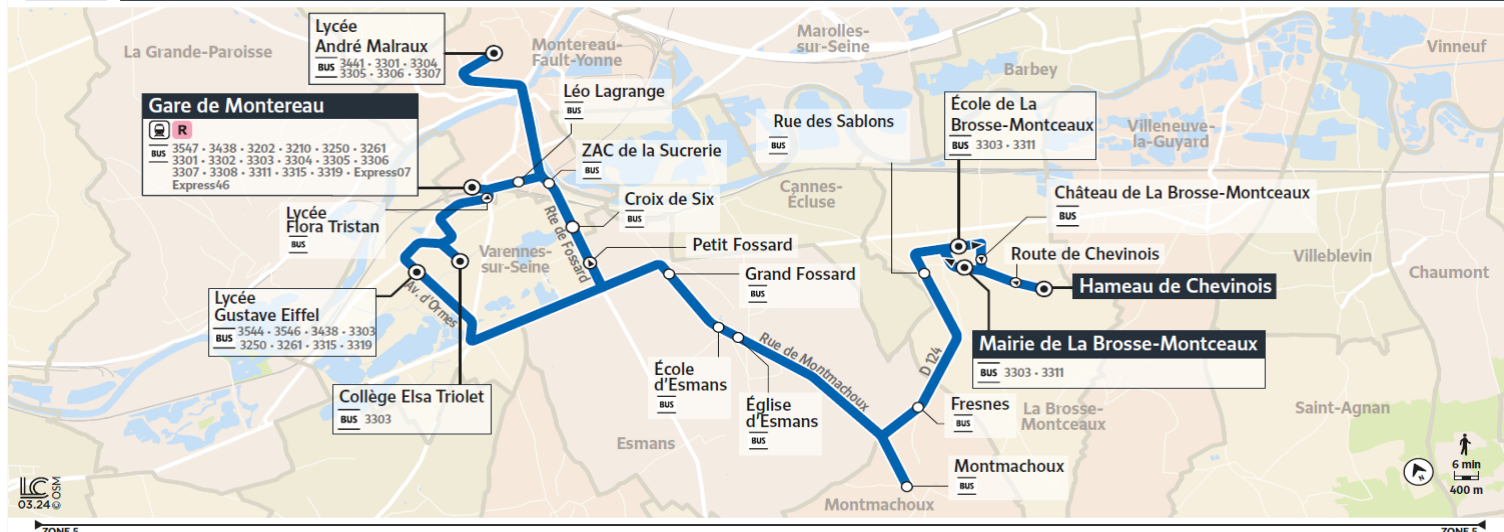 La Grande-Paroisse
Lycée
André Malraux
BUS 3441 • 3301 • 3304
3305 • 3306 • 3307
Montereau-
Fault-Yonne
Marolles-
sur-Seine
Barbey
Vinneuf
Gare de Montereau
R
BUS 3547 • 3438 • 3202 • 3210 • 3250 • 3261
3301 • 3302 • 3303 • 3304 • 3305 • 3306
3307 • 3308 • 3311 • 3315 • 3319 • Express07
Express46
Léo Lagrange
BUS
ZAC de la Sucrerie
BUS
Rue des Sablons
BUS
École de La
Brosse-Montceaux
BUS 3303 • 3311
Villeneuve-
la-Guyard
Cannes-
Écluse
Croix de Six
BUS
Château de La Brosse-Montceaux
BUS
Lycée
Flora Tristan
BUS
Rte de Fossard
Varennes-
sur-Seine
Petit Fossard
Grand Fossard
BUS
Route de Chevinois
Hameau de Chevinois
Villeblevin
Chaumont
Lycée
Gustave Eiffel
BUS 3544 • 3546 • 3438 • 3303
3250 • 3261 • 3315 • 3319
Av. d'Ormes
Collège Elsa Triolet
BUS 3303
École
d'Esmans
BUS
Église
d'Esmans
BUS
Rue de Montmachoux
D 124
Mairie de La Brosse-Montceaux
BUS 3303 • 3311
Fresnes
BUS
La Brosse-
Montceaux
Saint-Agnan
Esmans
Montmachoux
BUS
Montmachoux
N
6 min
400 m
LC
03.24 © OSM
ZONE 5
ZONE 5